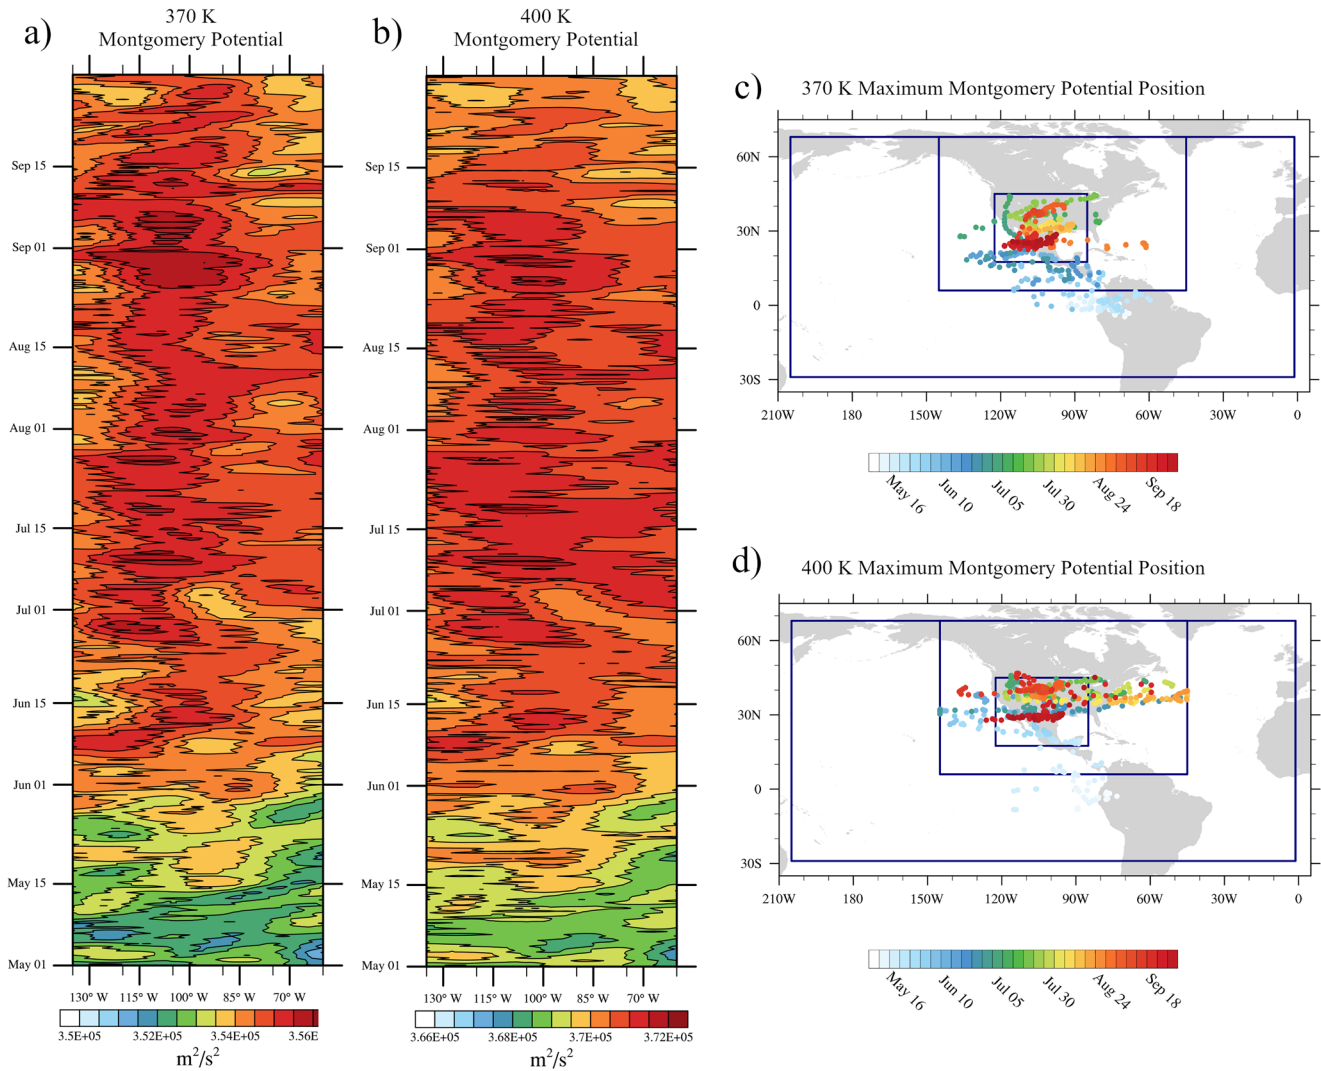 a)
370 K
Montgomery Potential
Sep 15
Sep 01
Aug 15
Aug 01
Jul 15
Jul 01
Jun 15
Jun 01
May 15
May 01
130° W 115° W 100° W 85° W 70° W
3.5E+05 3.52E+05 3.54E+05 3.56E
m²/s²
b)
400 K
Montgomery Potential
Sep 15
Sep 01
Aug 15
Aug 01
Jul 15
Jul 01
Jun 15
Jun 01
May 15
May 01
130° W 115° W 100° W 85° W 70° W
3.66E+05 3.68E+05 3.7E+05 3.72E+05
m²/s²
c)
370 K Maximum Montgomery Potential Position
60N
30N
0
30S
210W 180 150W 120W 90W 60W 30W 0
May 16 Jun 10 Jul 05 Jul 30 Aug 24 Sep 18
d)
400 K Maximum Montgomery Potential Position
60N
30N
0
30S
210W 180 150W 120W 90W 60W 30W 0
May 16 Jun 10 Jul 05 Jul 30 Aug 24 Sep 18